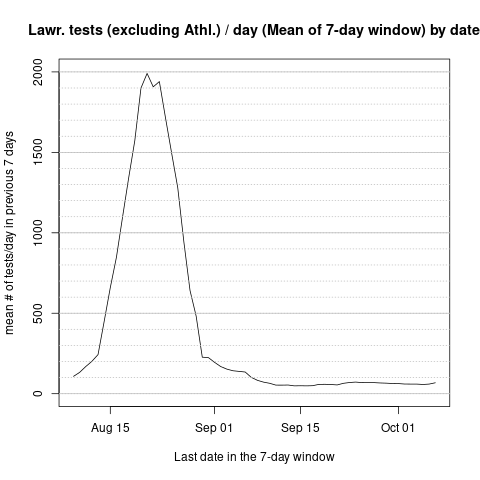 Lawr. tests (excluding Athl.) / day (Mean of 7-day window) by date
mean # of tests/day in previous 7 days
2000
1500
1000
500
0
Aug 15
Sep 01
Sep 15
Oct 01
Last date in the 7-day window